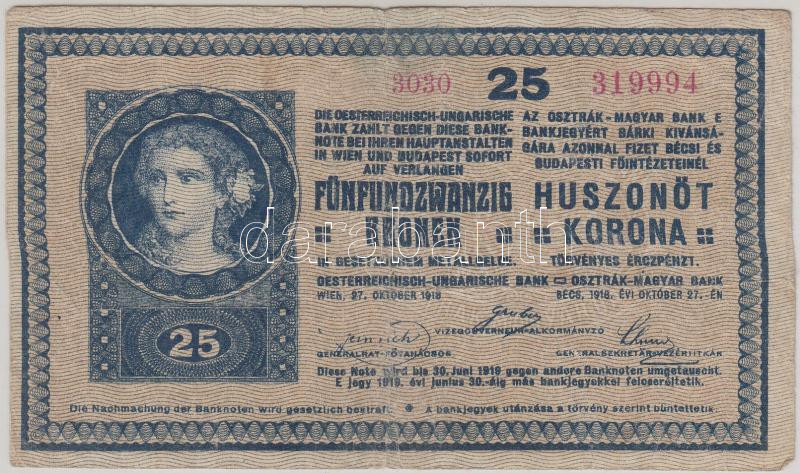 3030 25 319994
DIE OESTERREICHISCH-UNGARISCHE
BANK ZAHLT GEGEN DIESE BANK-
NOTE BEI IHREN HAUPTANSTALTEN
IN WIEN UND BUDAPEST SOFORT
AUF VERLANGEN
FÜNFUNDZWANZIG
KRONEN
IN GESETZLICHEM METALLGELDE.
OESTERREICHISCH-UNGARISCHE BANK
WIEN, 27. OKTOBER 1918
AZ OSZTRÁK-MAGYAR BANK E
BANKJEGYÉRT BÁRKI KIVÁNSÁ-
GÁRA AZONNAL FIZET BÉCSI ÉS
BUDAPESTI FŐINTÉZETEINÉL
HUSZONÖT
KORONA
TÖRVÉNYES ÉRCZPÉNZT.
OSZTRÁK-MAGYAR BANK
BÉCS, 1918. ÉVI OKTÓBER 27.-ÉN
VIZEGOUVERNEUR-ALKORMÁNYZÓ
GENERALRAT-FŐTANÁCSOS
GENERALSEKRETÄR-VEZÉRTITKÁR
25
Diese Note wird bis 30. Juni 1919 gegen andere Banknoten umgetauscht.
E jegy 1919. évi junius 30.-áig más bankjegyekkel felcseréltetik.
Die Nachmachung der Banknoten wird gesetzlich bestraft.
A bankjegyek utánzása a törvény szerint büntettetik.
darabanth